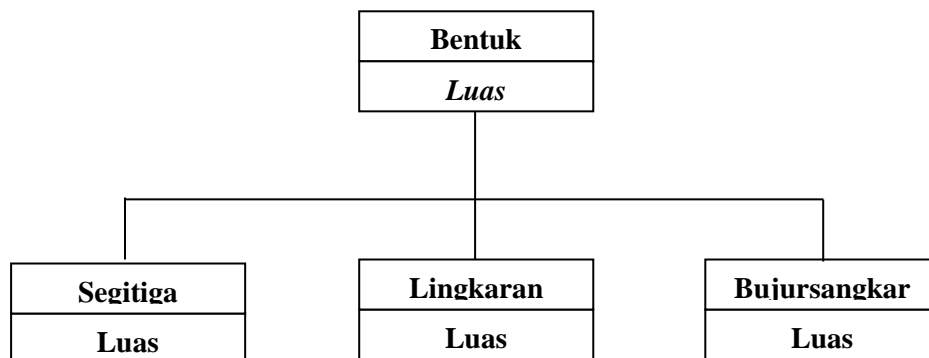 Bentuk
Luas
Segitiga
Lingkaran
Bujursangkar
Luas
Luas
Luas